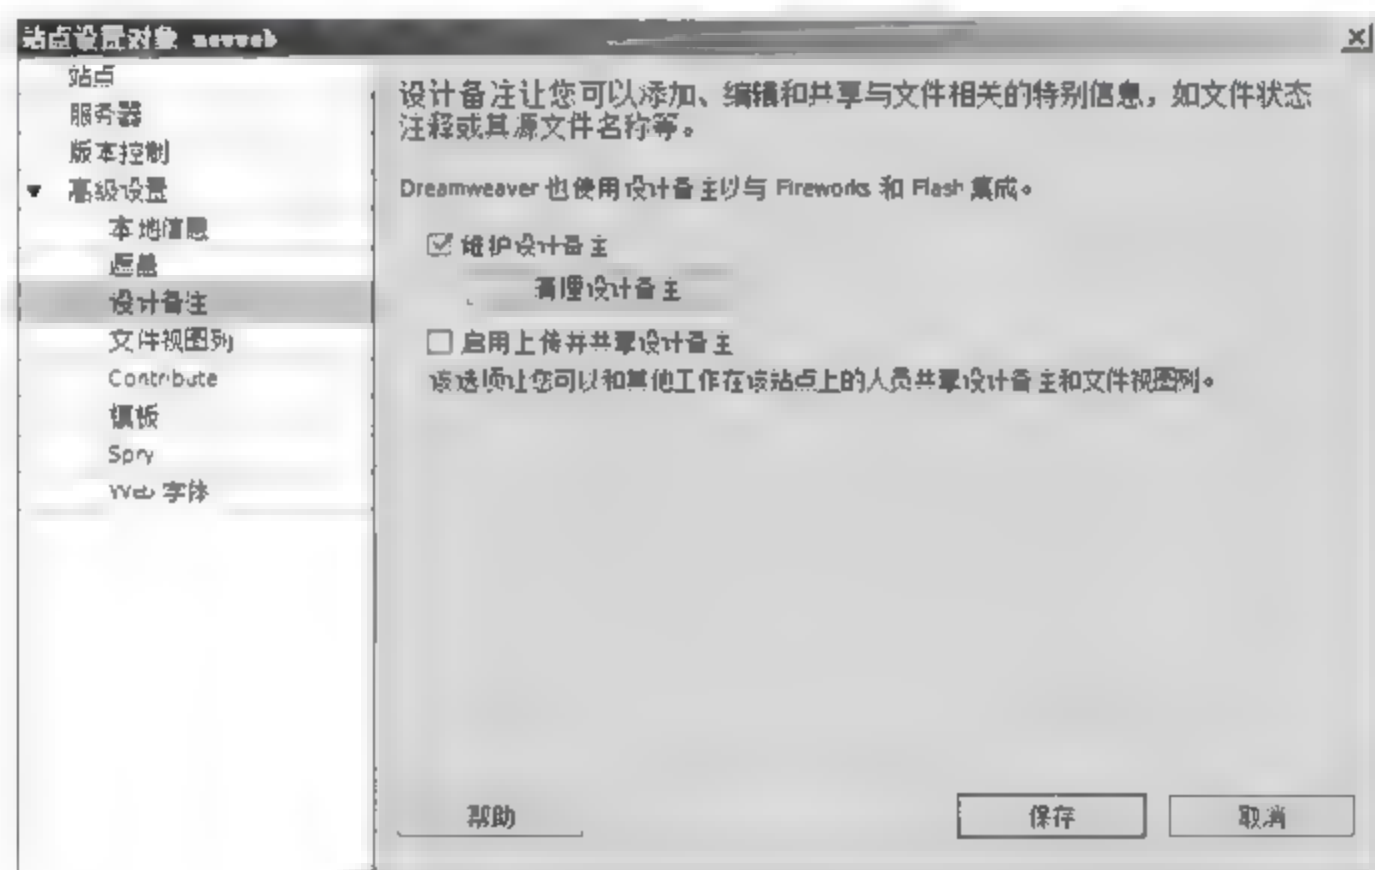 站点设置对象 newweb
站点
服务器
版本控制
高级设置
本地信息
遮盖
设计备注
文件视图列
Contribute
模板
Spry
Web 字体
设计备注让您可以添加、编辑和共享与文件相关的特别信息，如文件状态
注释或其源文件名称等。
Dreamweaver 也使用设计备注以与 Fireworks 和 Flash 集成。
维护设计备注
清理设计备注
启用上传并共享设计备注
该选项让您可以和其他工作在该站点上的人员共享设计备注和文件视图列。
帮助
保存
取消